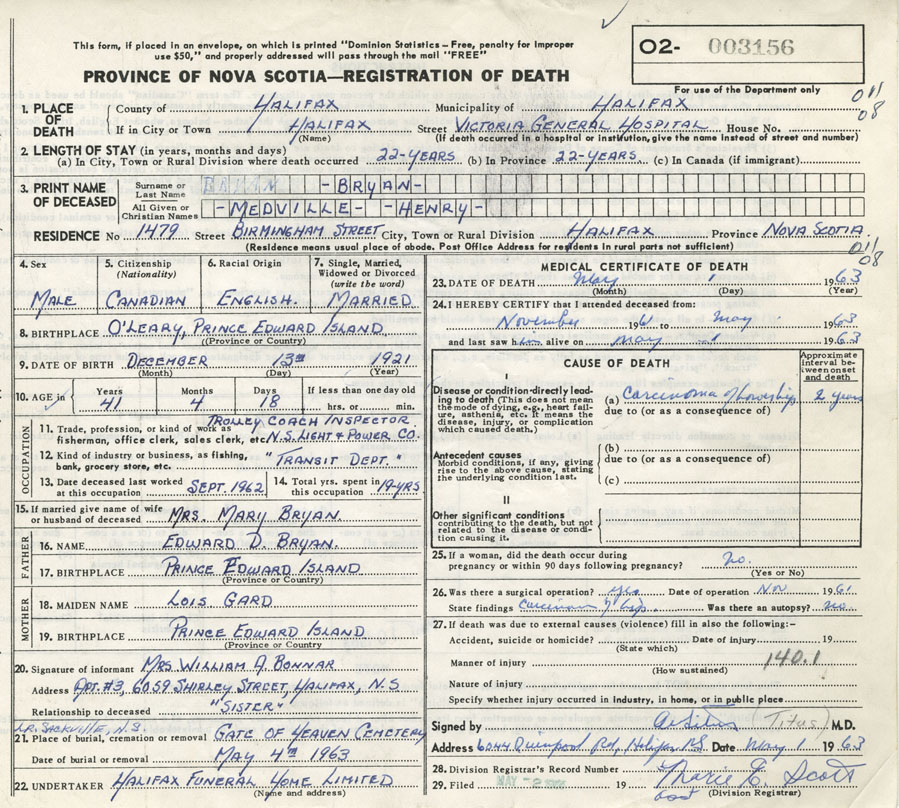 This form, if placed in an envelope, on which is printed "Dominion Statistics—Free, penalty for improper
use $50," and properly addressed will pass through the mail "FREE"
O2- 003156
PROVINCE OF NOVA SCOTIA—REGISTRATION OF DEATH
For use of the Department only
1. PLACE OF DEATH County of HALIFAX Municipality of HALIFAX 011
If in City or Town HALIFAX Street VICTORIA GENERAL HOSPITAL House No. 08
(Name) (If death occurred in a hospital or institution, give the name instead of street and number)
2. LENGTH OF STAY (in years, months and days)
(a) In City, Town or Rural Division where death occurred 22-YEARS (b) In Province 22-YEARS (c) In Canada (if immigrant)
3. PRINT NAME OF DECEASED Surname or Last Name -BRYAN-
All Given or Christian Names -MEDVILLE- -HENRY-
RESIDENCE No 1479 Street BIRMINGHAM STREET City, Town or Rural Division HALIFAX Province NOVA SCOTIA
(Residence means usual place of abode. Post Office Address for residents in rural parts not sufficient) 011
08
4. Sex MALE
5. Citizenship (Nationality) CANADIAN
6. Racial Origin ENGLISH.
7. Single, Married, Widowed or Divorced (write the word) MARRIED
8. BIRTHPLACE O'LEARY, PRINCE EDWARD ISLAND
(Province or Country)
9. DATE OF BIRTH DECEMBER 13TH 1921
(Month) (Day) (Year)
10. AGE in Years 41 Months 4 Days 18 If less than one day old hrs. or min.
OCCUPATION
11. Trade, profession, or kind of work as fisherman, office clerk, sales clerk, etc. TROLLEY COACH INSPECTOR N.S. LIGHT & POWER CO.
12. Kind of industry or business, as fishing, bank, grocery store, etc. "TRANSIT DEPT."
13. Date deceased last worked at this occupation SEPT. 1962
14. Total yrs. spent in this occupation 19-YRS
15. If married give name of wife or husband of deceased MRS. MARY BRYAN.
FATHER
16. NAME EDWARD D. BRYAN.
17. BIRTHPLACE PRINCE EDWARD ISLAND
(Province or Country)
MOTHER
18. MAIDEN NAME LOIS GARD
19. BIRTHPLACE PRINCE EDWARD ISLAND
(Province or Country)
20. Signature of informant MRS WILLIAM A. BONNAR
Address APT. #3, 6059 SHIRLEY STREET, HALIFAX, N.S
Relationship to deceased "SISTER"
LR. SACKVILLE, N.S.
21. Place of burial, cremation or removal GATE OF HEAVEN CEMETERY
Date of burial or removal MAY 4TH 1963
22. UNDERTAKER HALIFAX FUNERAL HOME LIMITED
(Name and address)
MEDICAL CERTIFICATE OF DEATH
23. DATE OF DEATH May 1 1963
(Month) (Day) (Year)
24. I HEREBY CERTIFY that I attended deceased from:
November 1961 to May 1963
and last saw him alive on May 1 1963
CAUSE OF DEATH
Approximate interval between onset and death
I
Disease or condition directly leading to death (This does not mean the mode of dying, e.g., heart failure, asthenia, etc. It means the disease, injury, or complication which caused death.)
(a) Carcinoma of 2 years
due to (or as a consequence of)
Antecedent causes
Morbid conditions, if any, giving rise to the above cause, stating the underlying condition last.
(b)
due to (or as a consequence of)
(c)
II
Other significant conditions
contributing to the death, but not related to the disease or condition causing it.
25. If a woman, did the death occur during pregnancy or within 90 days following pregnancy? no.
(Yes or No)
26. Was there a surgical operation? yes Date of operation Nov 1961
State findings Carcinoma of lip Was there an autopsy? no
27. If death was due to external causes (violence) fill in also the following:—
Accident, suicide or homicide? Date of injury 19
(State which)
Manner of injury 140.1
(How sustained)
Nature of injury
Specify whether injury occurred in industry, in home, or in public place
Signed by (Titus) M.D.
Address 6244 Quinpool Rd, Halifax N.S. Date May 1 1963
28. Division Registrar's Record Number
29. Filed MAY 19 Marie E. Scott
(Division Registrar)